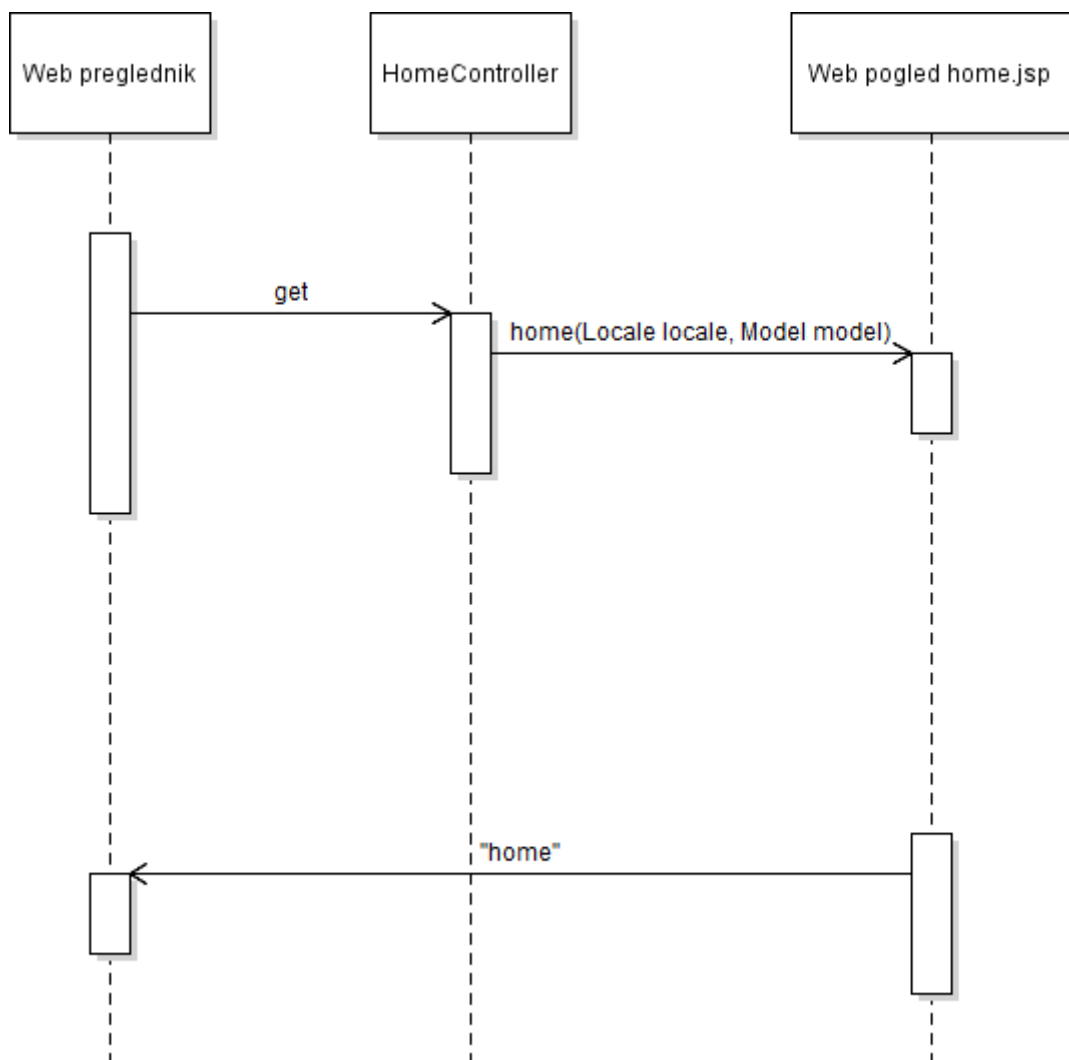 Web preglednik
HomeController
Web pogled home.jsp
get
home(Locale locale, Model model)
"home"